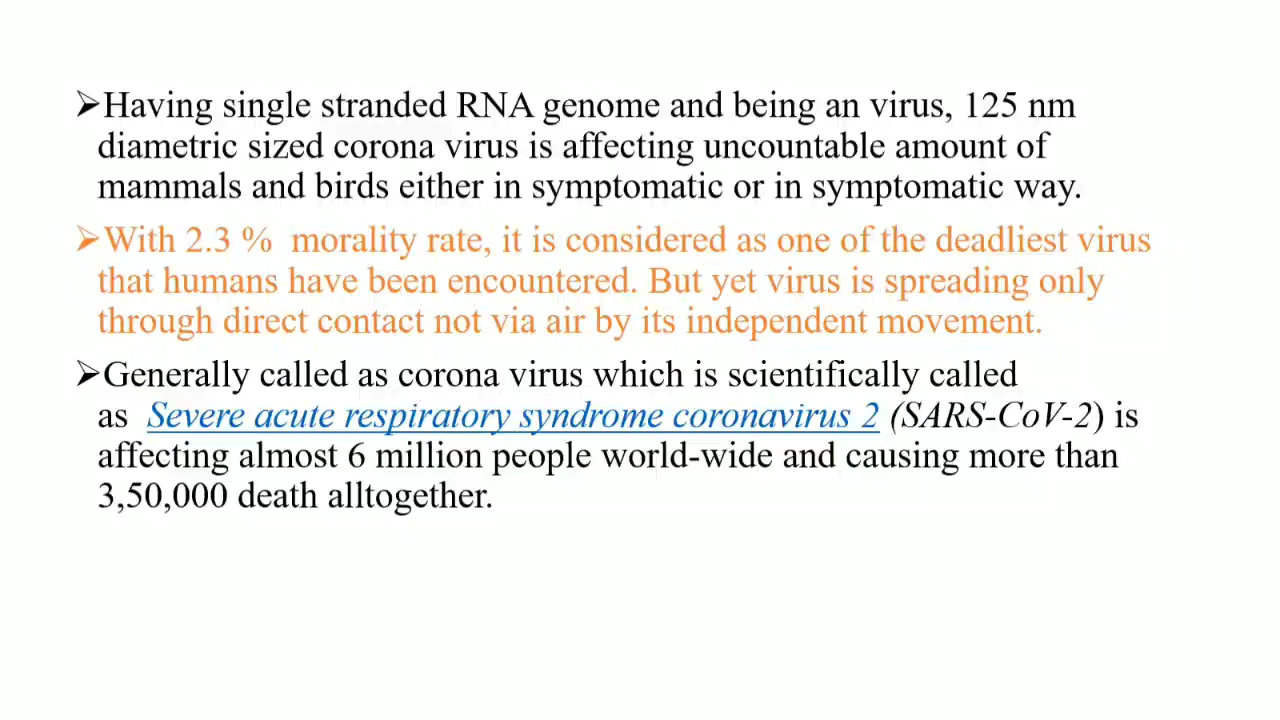 ➢Having single stranded RNA genome and being an virus, 125 nm
diametric sized corona virus is affecting uncountable amount of
mammals and birds either in symptomatic or in symptomatic way.
➢With 2.3 %  morality rate, it is considered as one of the deadliest virus
that humans have been encountered. But yet virus is spreading only
through direct contact not via air by its independent movement.
➢Generally called as corona virus which is scientifically called
as  Severe acute respiratory syndrome coronavirus 2 (SARS-CoV-2) is
affecting almost 6 million people world-wide and causing more than
3,50,000 death alltogether.